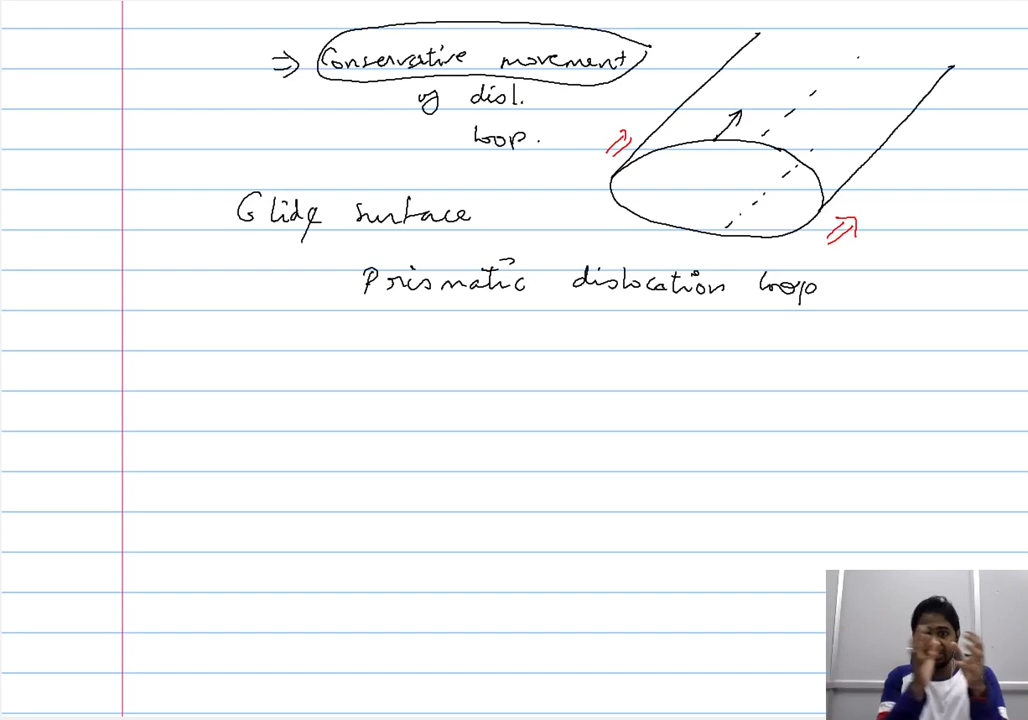 ⇒ Conservative movement
of disl.
loop.
Glide surface
Prismatic dislocation loop